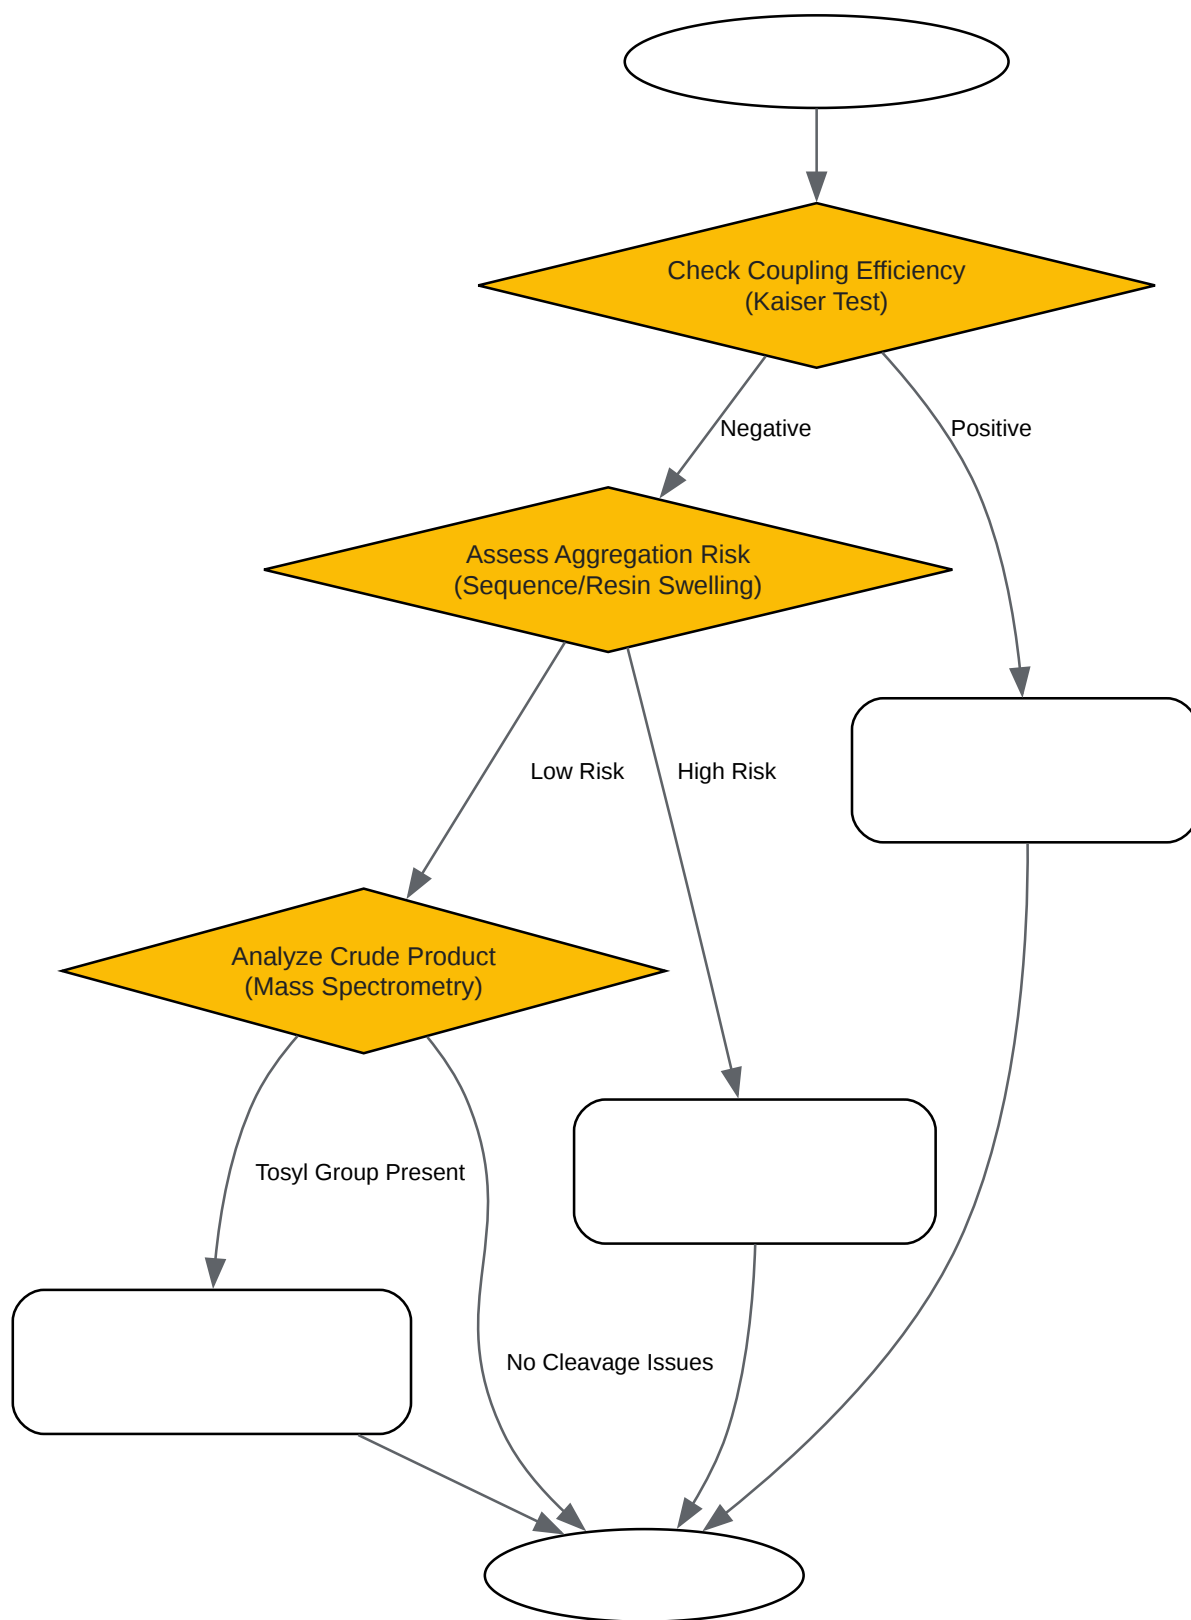 Check Coupling Efficiency
(Kaiser Test)
Negative
Positive
Assess Aggregation Risk
(Sequence/Resin Swelling)
Low Risk
High Risk
Analyze Crude Product
(Mass Spectrometry)
Tosyl Group Present
No Cleavage Issues